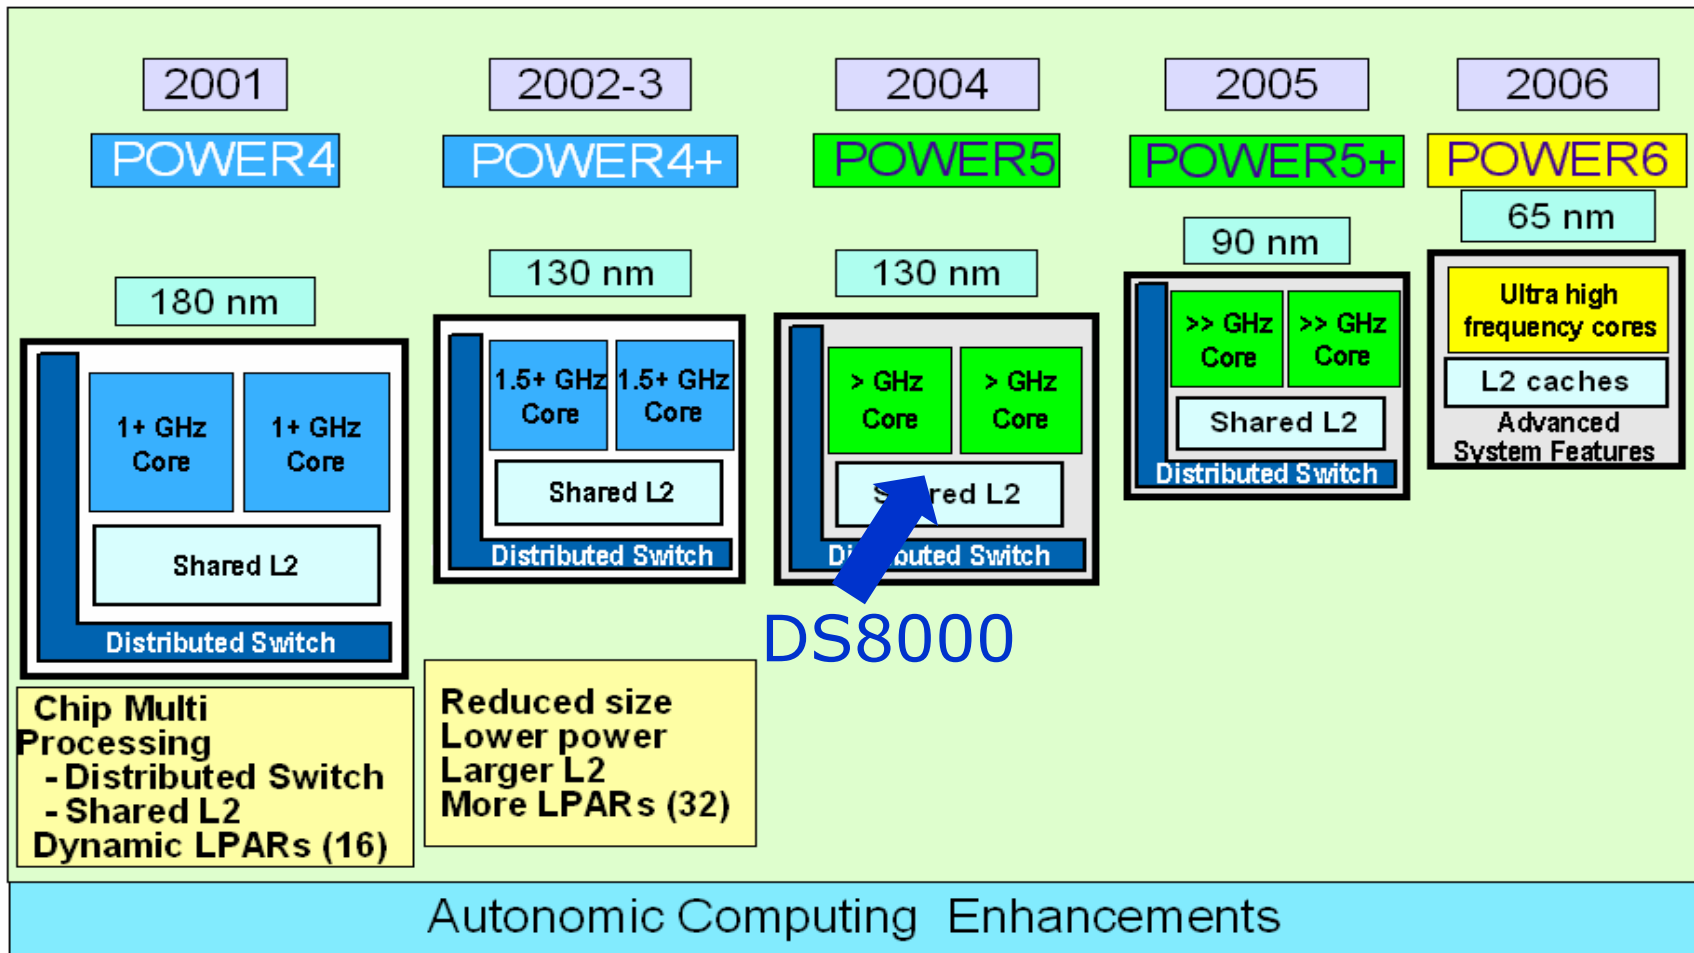 2001
POWER4
180 nm
1+ GHz
Core
1+ GHz
Core
Shared L2
Distributed Switch
Chip Multi
Processing
- Distributed Switch
- Shared L2
Dynamic LPARs (16)
2002-3
POWER4+
130 nm
1.5+ GHz
Core
1.5+ GHz
Core
Shared L2
Distributed Switch
Reduced size
Lower power
Larger L2
More LPARs (32)
2004
POWER5
130 nm
> GHz
Core
> GHz
Core
Shared L2
Distributed Switch
DS8000
2005
POWER5+
90 nm
>> GHz
Core
>> GHz
Core
Shared L2
Distributed Switch
2006
POWER6
65 nm
Ultra high
frequency cores
L2 caches
Advanced
System Features
Autonomic Computing Enhancements